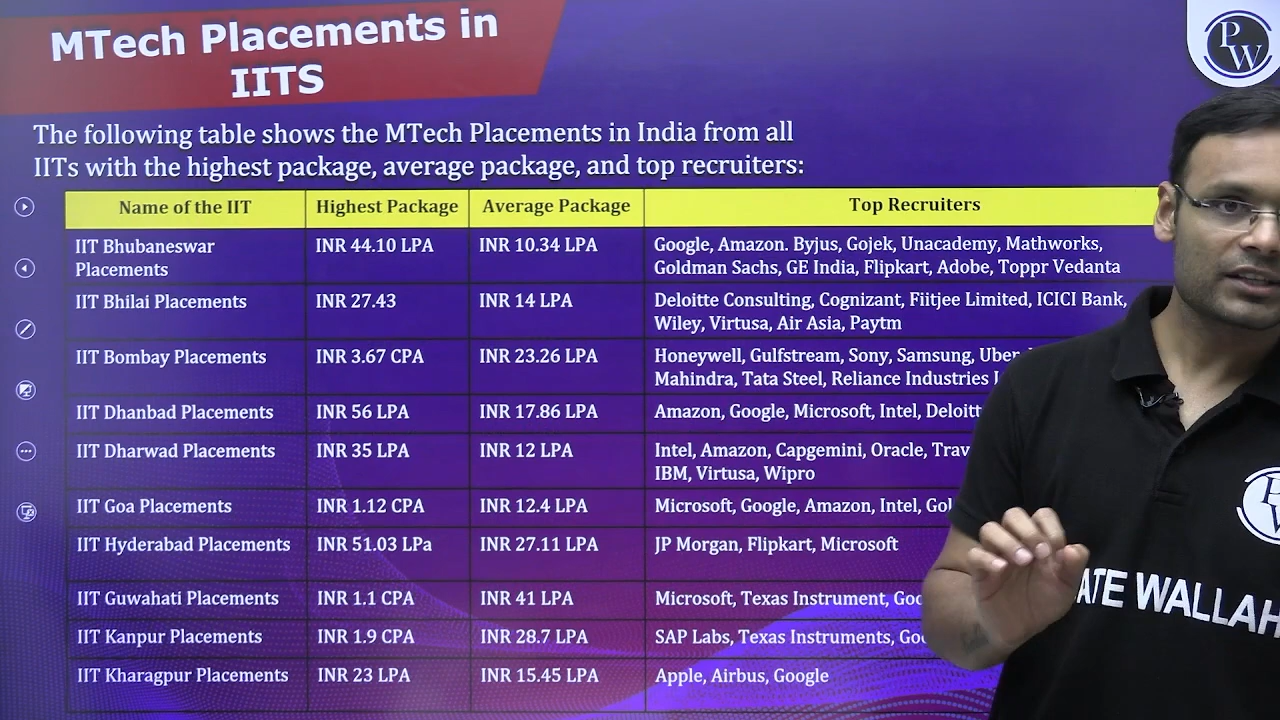 MTech Placements in
IITS
PW
The following table shows the MTech Placements in India from all
IITs with the highest package, average package, and top recruiters:
Name of the IIT Highest Package Average Package Top Recruiters
IIT Bhubaneswar
Placements INR 44.10 LPA INR 10.34 LPA Google, Amazon. Byjus, Gojek, Unacademy, Mathworks,
Goldman Sachs, GE India, Flipkart, Adobe, Toppr Vedanta
IIT Bhilai Placements INR 27.43 INR 14 LPA Deloitte Consulting, Cognizant, Fiitjee Limited, ICICI Bank,
Wiley, Virtusa, Air Asia, Paytm
IIT Bombay Placements INR 3.67 CPA INR 23.26 LPA Honeywell, Gulfstream, Sony, Samsung, Uber,
Mahindra, Tata Steel, Reliance Industries
IIT Dhanbad Placements INR 56 LPA INR 17.86 LPA Amazon, Google, Microsoft, Intel,
IIT Dharwad Placements INR 35 LPA INR 12 LPA Intel, Amazon, Capgemini, Oracle,
IBM, Virtusa, Wipro
IIT Goa Placements INR 1.12 CPA INR 12.4 LPA Microsoft, Google, Amazon, Intel,
IIT Hyderabad Placements INR 51.03 LPa INR 27.11 LPA JP Morgan, Flipkart, Microsoft
IIT Guwahati Placements INR 1.1 CPA INR 41 LPA Microsoft, Texas Instrument,
IIT Kanpur Placements INR 1.9 CPA INR 28.7 LPA SAP Labs, Texas Instruments,
IIT Kharagpur Placements INR 23 LPA INR 15.45 LPA Apple, Airbus, Google
ATE WALLAH